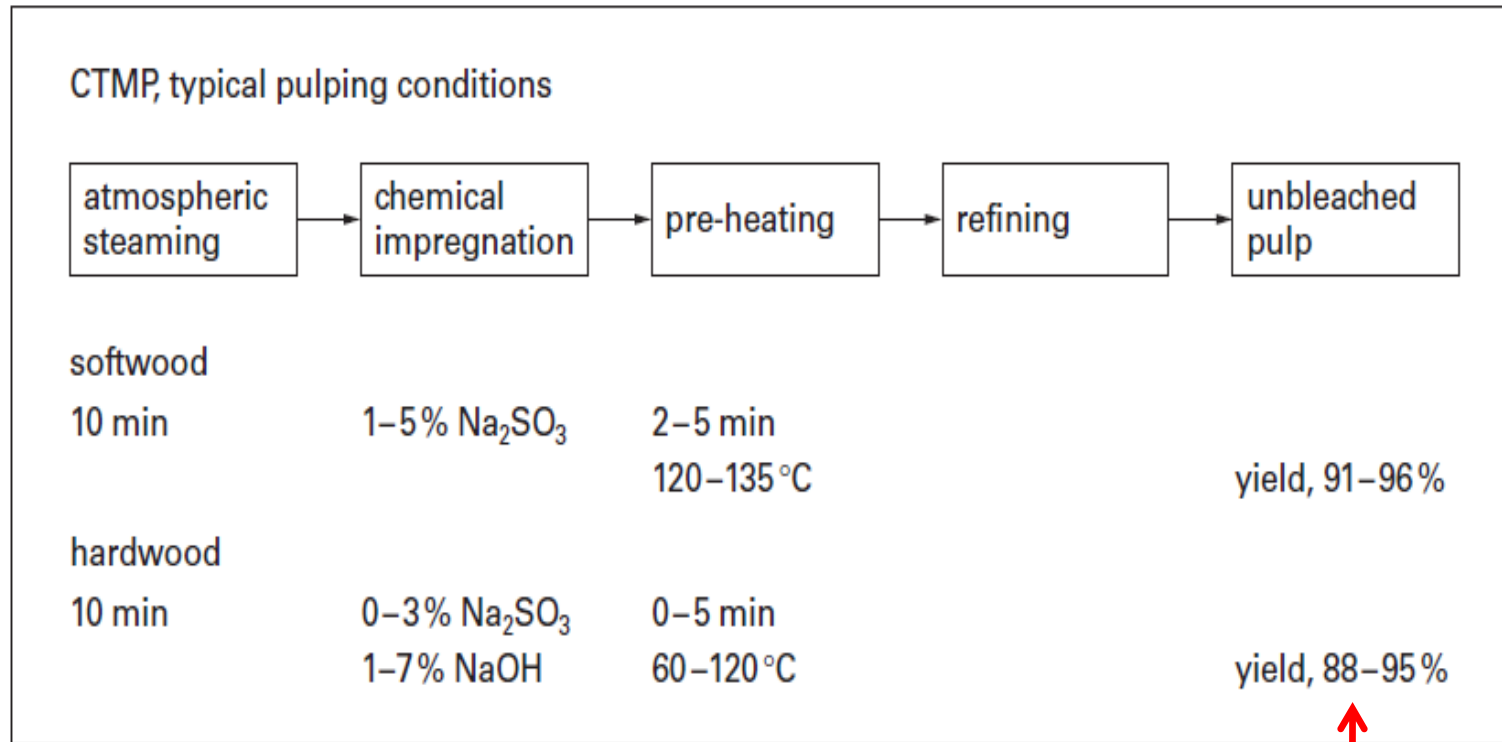 CTMP, typical pulping conditions
atmospheric
steaming
chemical
impregnation
pre-heating
refining
unbleached
pulp
softwood
10 min 1–5% Na₂SO₃ 2–5 min
120–135 °C yield, 91–96%
hardwood
10 min 0–3% Na₂SO₃ 0–5 min
1–7% NaOH 60–120 °C yield, 88–95%